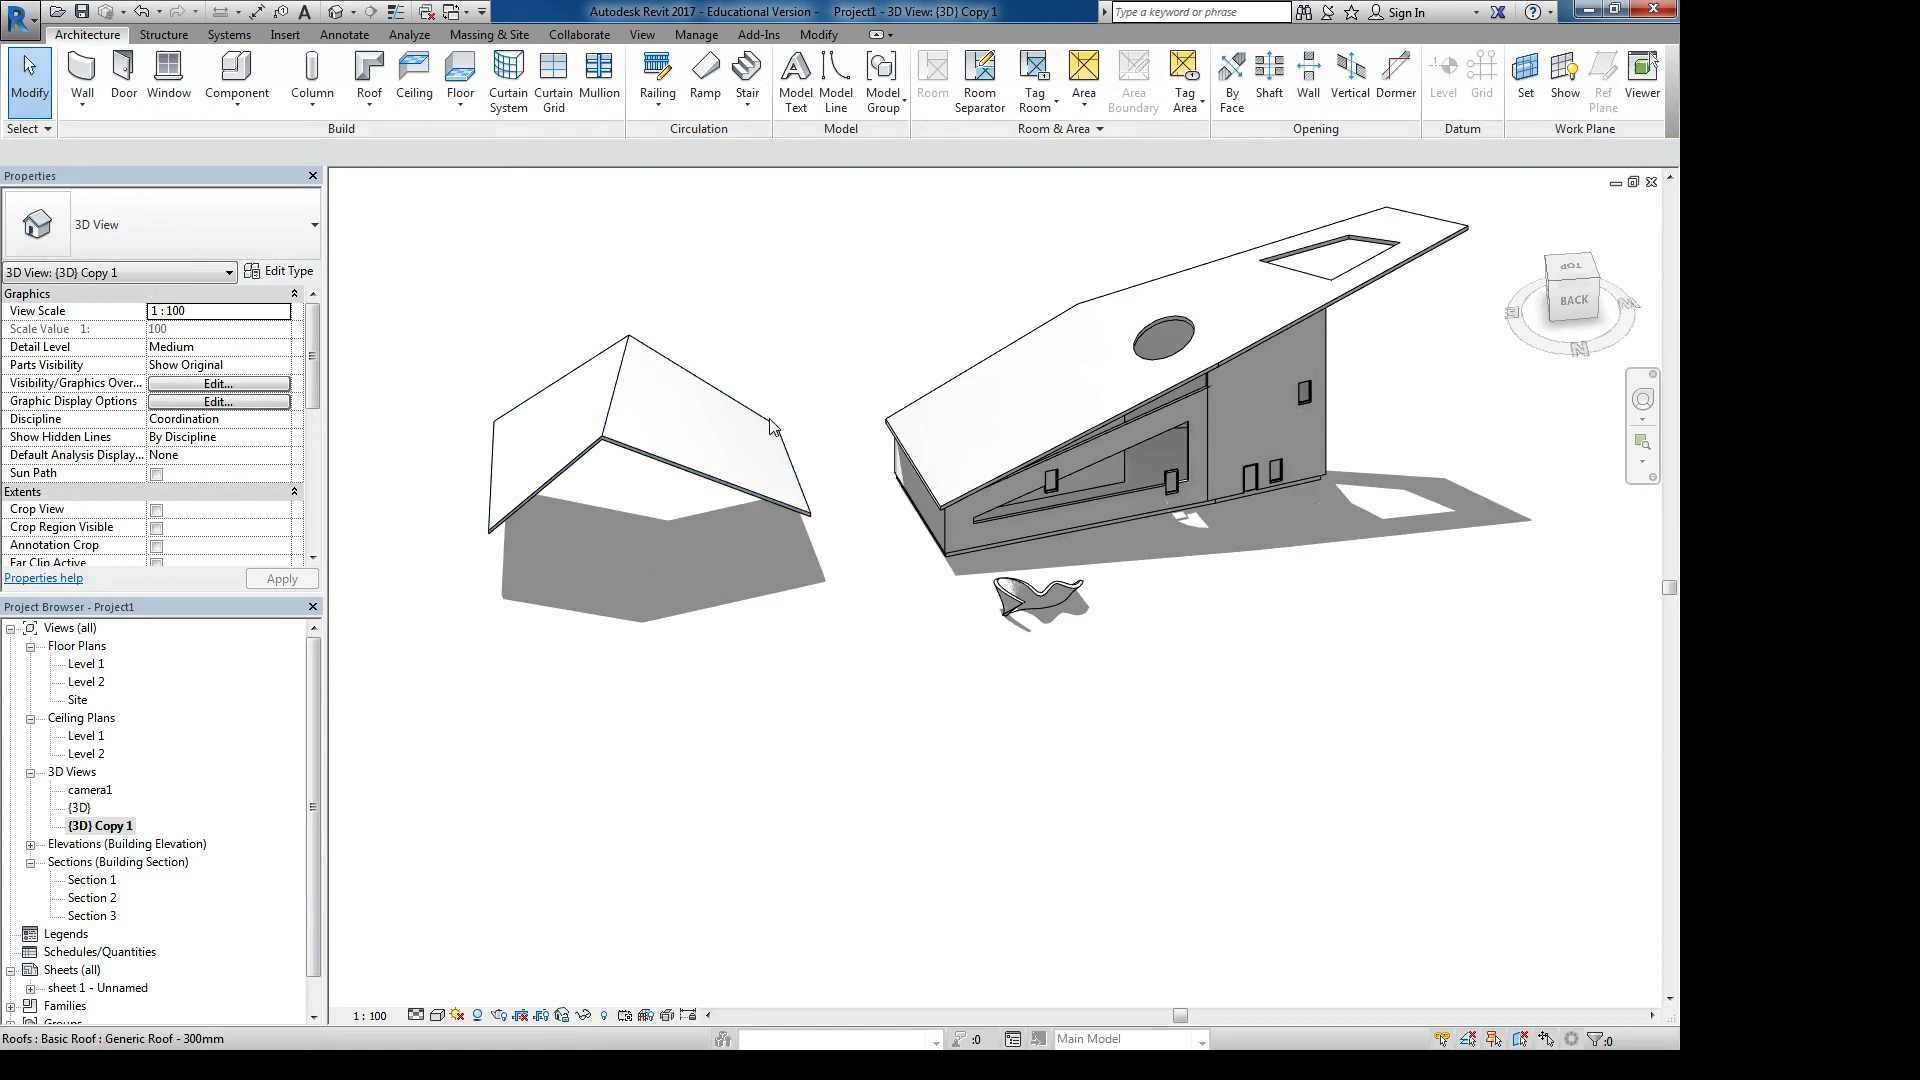 Autodesk Revit 2017 - Educational Version - Project1 - 3D View: {3D} Copy 1
Type a keyword or phrase
Sign In
Architecture Structure Systems Insert Annotate Analyze Massing & Site Collaborate View Manage Add-Ins Modify
Modify Wall Door Window Component Column Roof Ceiling Floor Curtain System Curtain Grid Mullion Railing Ramp Stair Model Text Model Line Model Group Room Room Separator Tag Room Area Area Boundary Tag Area By Face Shaft Wall Vertical Dormer Level Grid Set Show Ref Plane Viewer
Select Build Circulation Model Room & Area Opening Datum Work Plane
Properties
3D View
3D View: {3D} Copy 1 Edit Type
Graphics
View Scale 1 : 100
Scale Value 1: 100
Detail Level Medium
Parts Visibility Show Original
Visibility/Graphics Over... Edit...
Graphic Display Options Edit...
Discipline Coordination
Show Hidden Lines By Discipline
Default Analysis Display... None
Sun Path
Extents
Crop View
Crop Region Visible
Annotation Crop
Far Clip Active
Properties help Apply
TOP
BACK
N
Project Browser - Project1
Views (all)
Floor Plans
Level 1
Level 2
Site
Ceiling Plans
Level 1
Level 2
3D Views
camera1
{3D}
{3D} Copy 1
Elevations (Building Elevation)
Sections (Building Section)
Section 1
Section 2
Section 3
Legends
Schedules/Quantities
Sheets (all)
sheet 1 - Unnamed
Families
1 : 100
Roofs : Basic Roof : Generic Roof - 300mm
:0
Main Model
:0